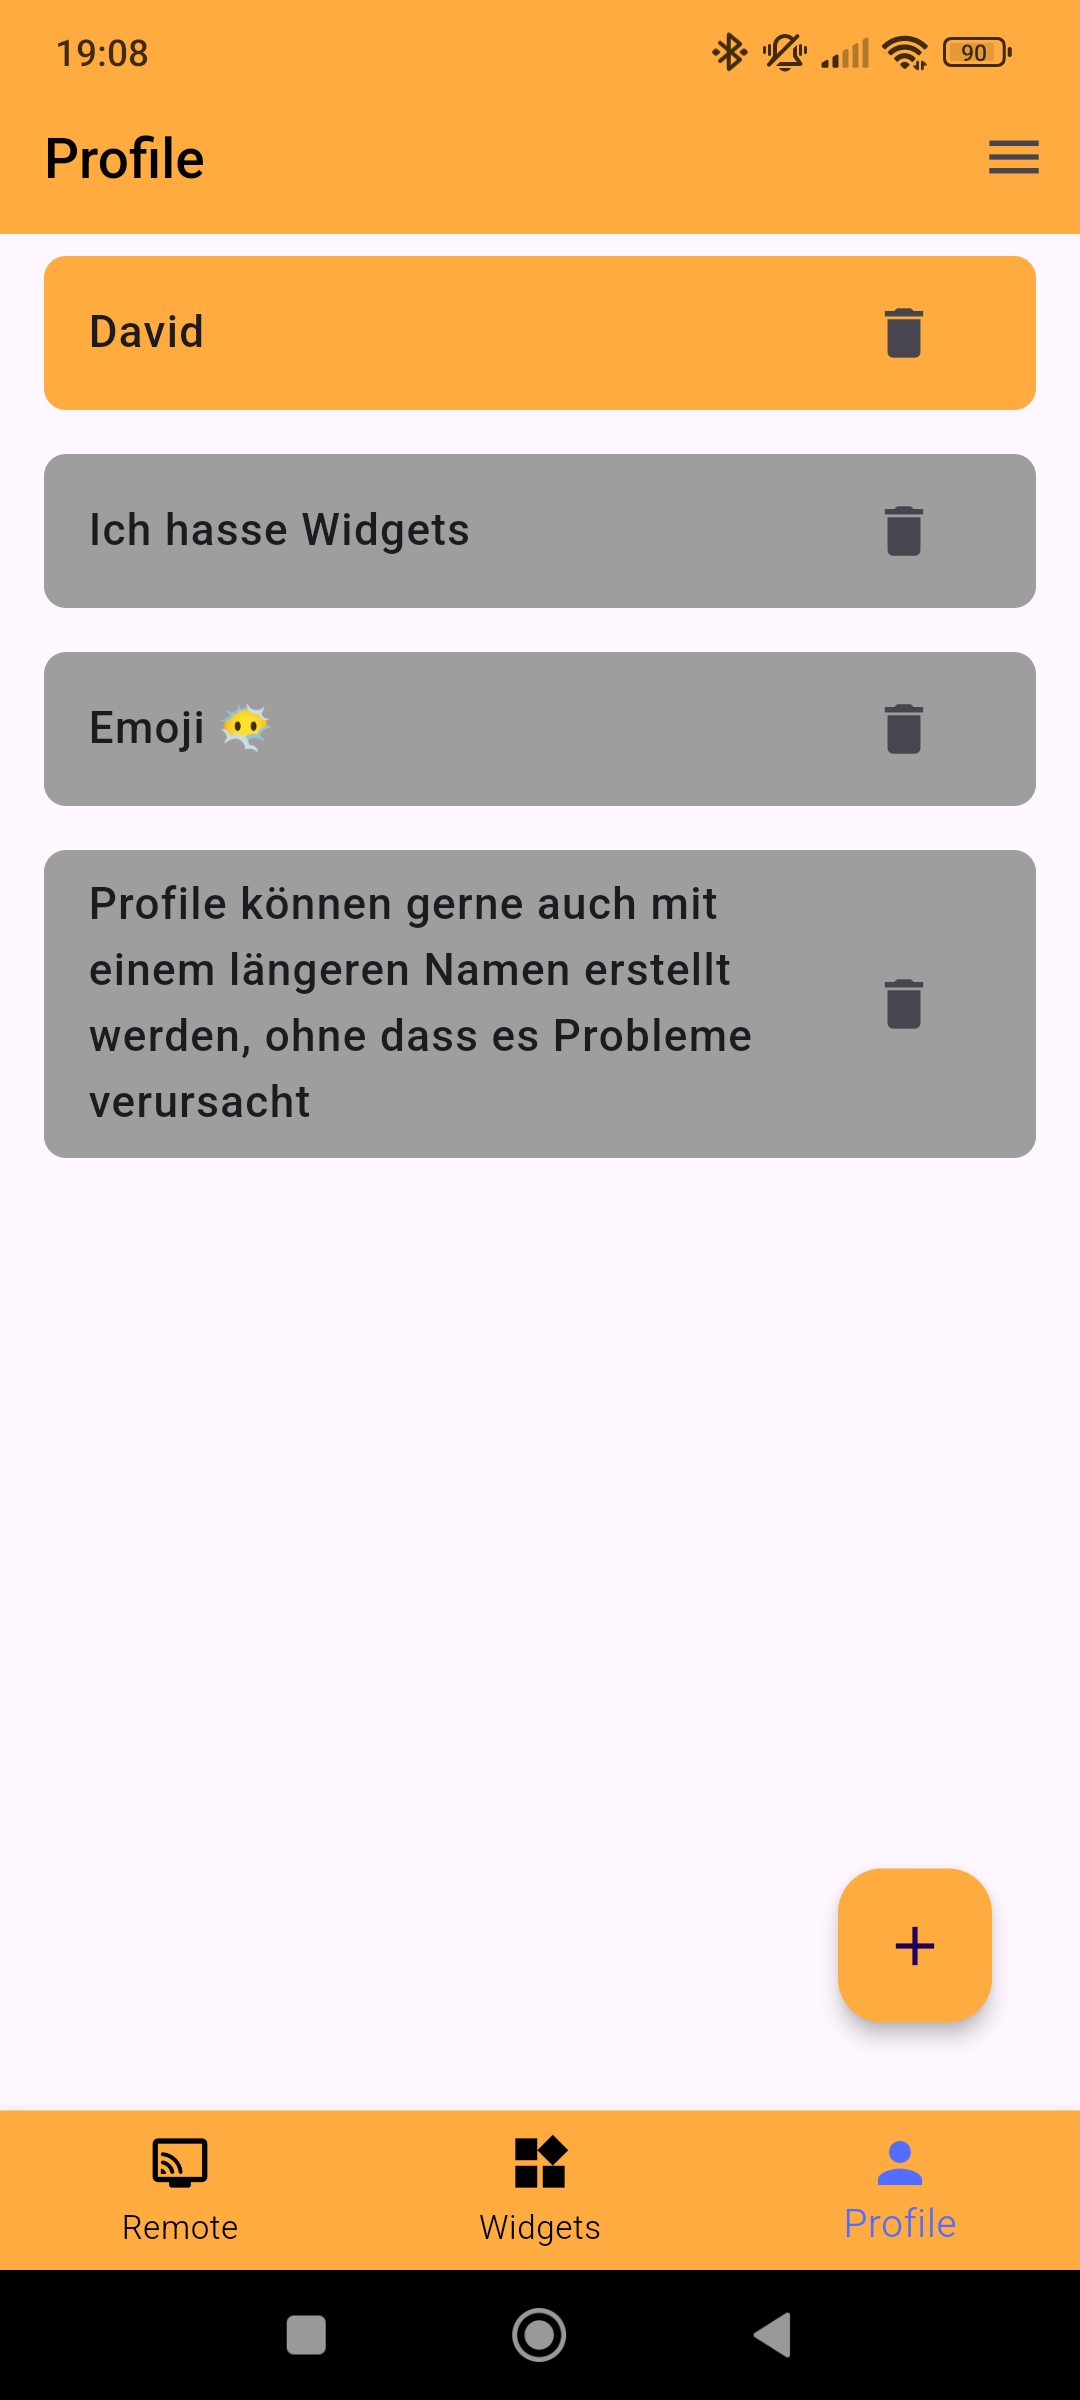 19:08
90
Profile
David
Ich hasse Widgets
Emoji 😶‍🌫️
Profile können gerne auch mit
einem längeren Namen erstellt
werden, ohne dass es Probleme
verursacht
Remote
Widgets
Profile